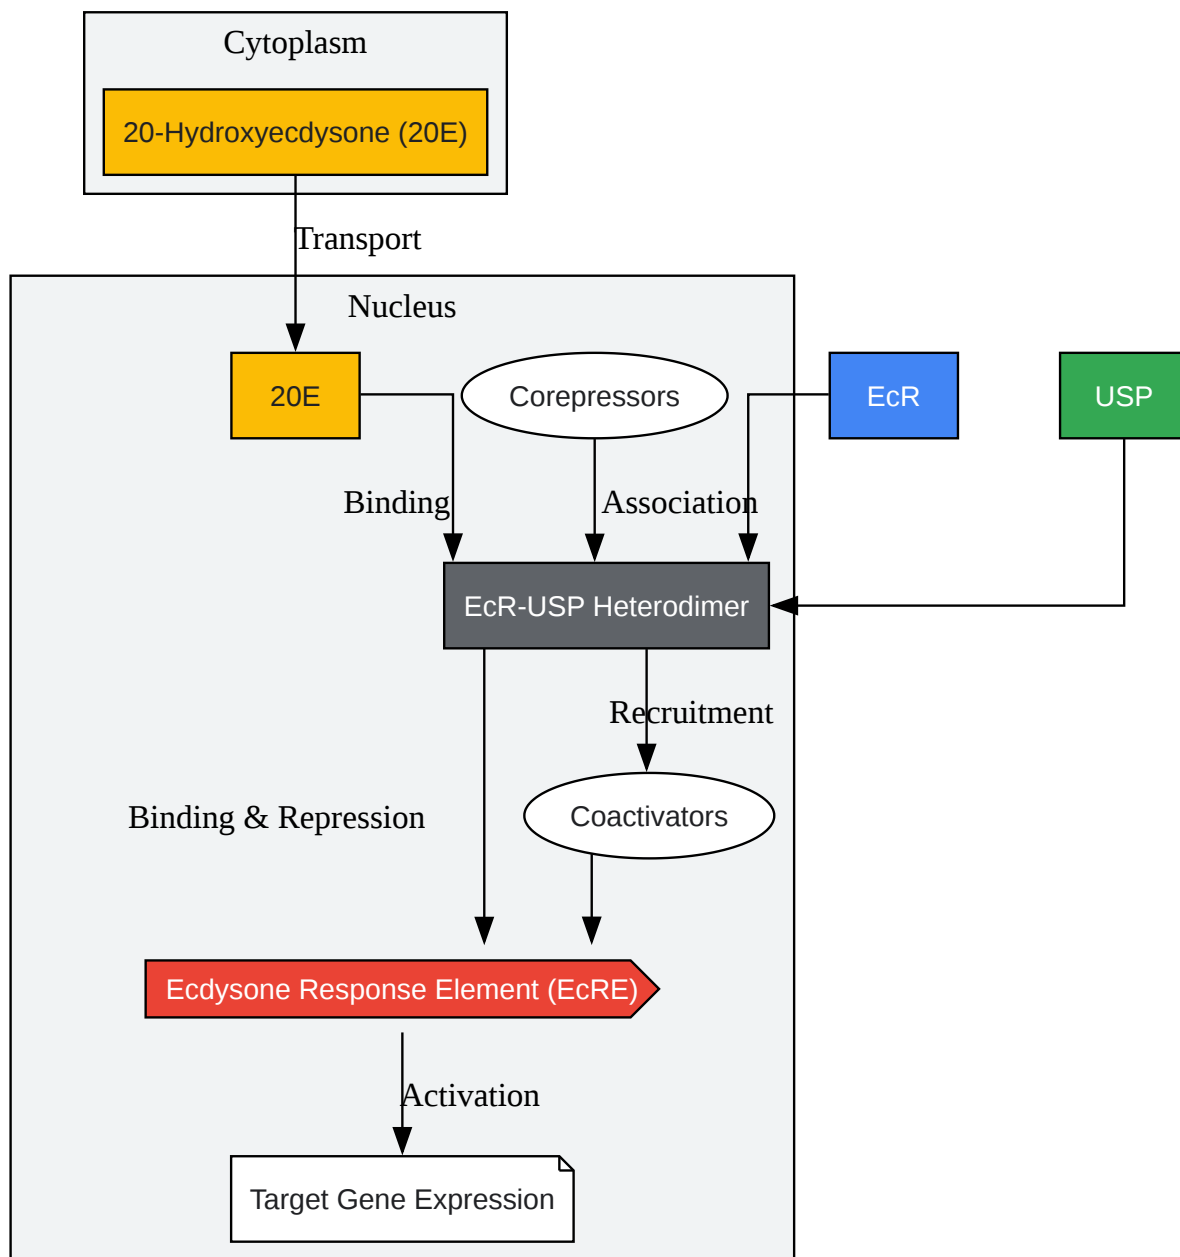 Cytoplasm
20-Hydroxyecdysone (20E)
Transport
Nucleus
20E
Corepressors
EcR
USP
Binding
Association
EcR-USP Heterodimer
Recruitment
Binding & Repression
Coactivators
Ecdysone Response Element (EcRE)
Activation
Target Gene Expression